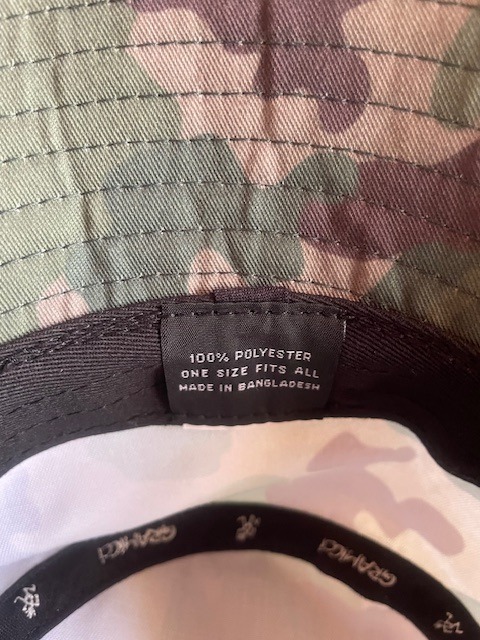 100% POLYESTER
ONE SIZE FITS ALL
MADE IN BANGLADESH
GRAMICCI
GRAMICCI